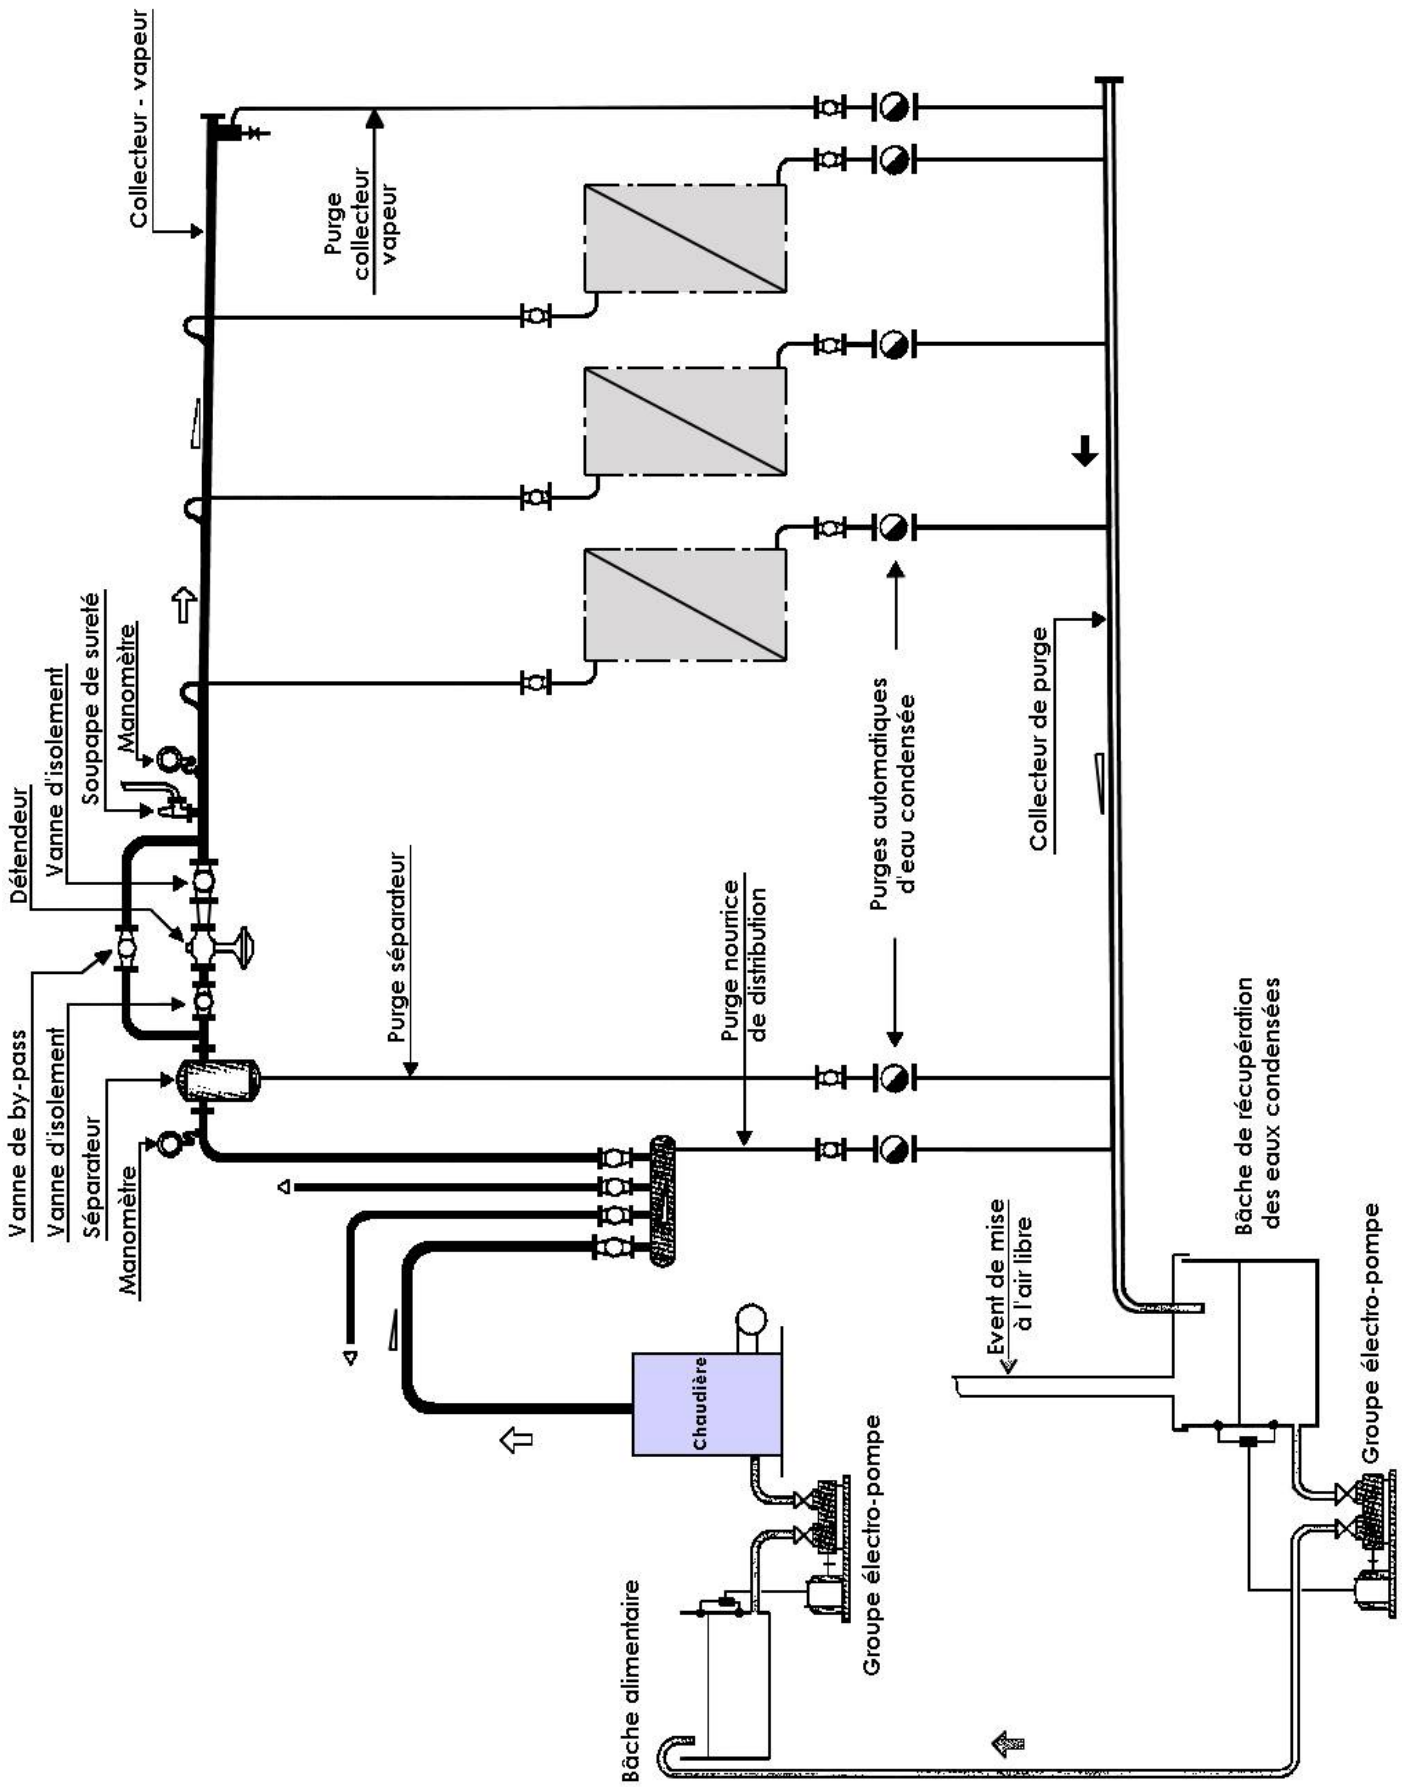 Vanne de by-pass
Vanne d'isolement
Séparateur
Manomètre
Détendeur
Vanne d'isolement
Soupape de sureté
Manomètre
Collecteur - vapeur
Purge
collecteur
vapeur
Purge séparateur
Purge nourrice
de distribution
Purges automatiques
d'eau condensée
Collecteur de purge
Chaudière
Event de mise
à l'air libre
Bâche de récupération
des eaux condensées
Bâche alimentaire
Groupe électro-pompe
Groupe électro-pompe